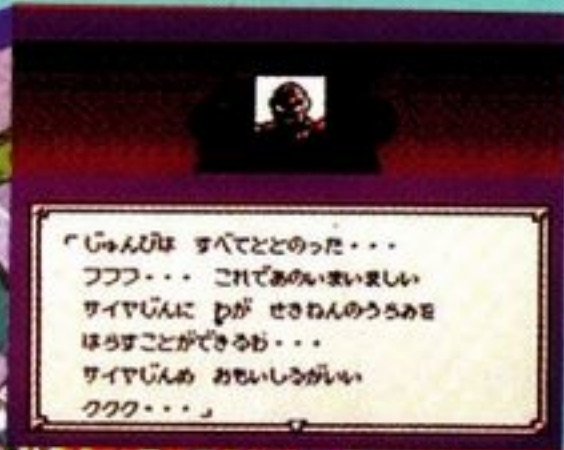 「じゅんびは すべてととのった・・・
フフフ・・・ これであのいまいましい
サイヤじんに わが せきねんのうらみを
はらすことができるわ・・・
サイヤじんめ おもいしるがいい
ククク・・・」